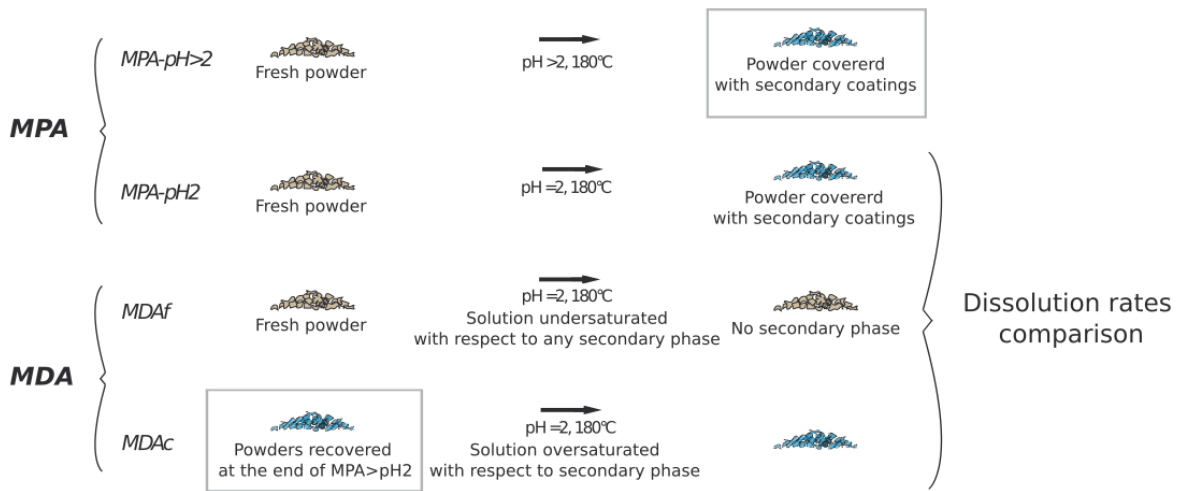 MPA
MPA-pH>2
Fresh powder
pH >2, 180°C
Powder covererd
with secondary coatings
MPA-pH2
Fresh powder
pH =2, 180°C
Powder covererd
with secondary coatings
MDA
MDAf
Fresh powder
pH =2, 180°C
Solution undersaturated
with respect to any secondary phase
No secondary phase
MDAc
Powders recovered
at the end of MPA>pH2
pH =2, 180°C
Solution oversaturated
with respect to secondary phase
Dissolution rates
comparison